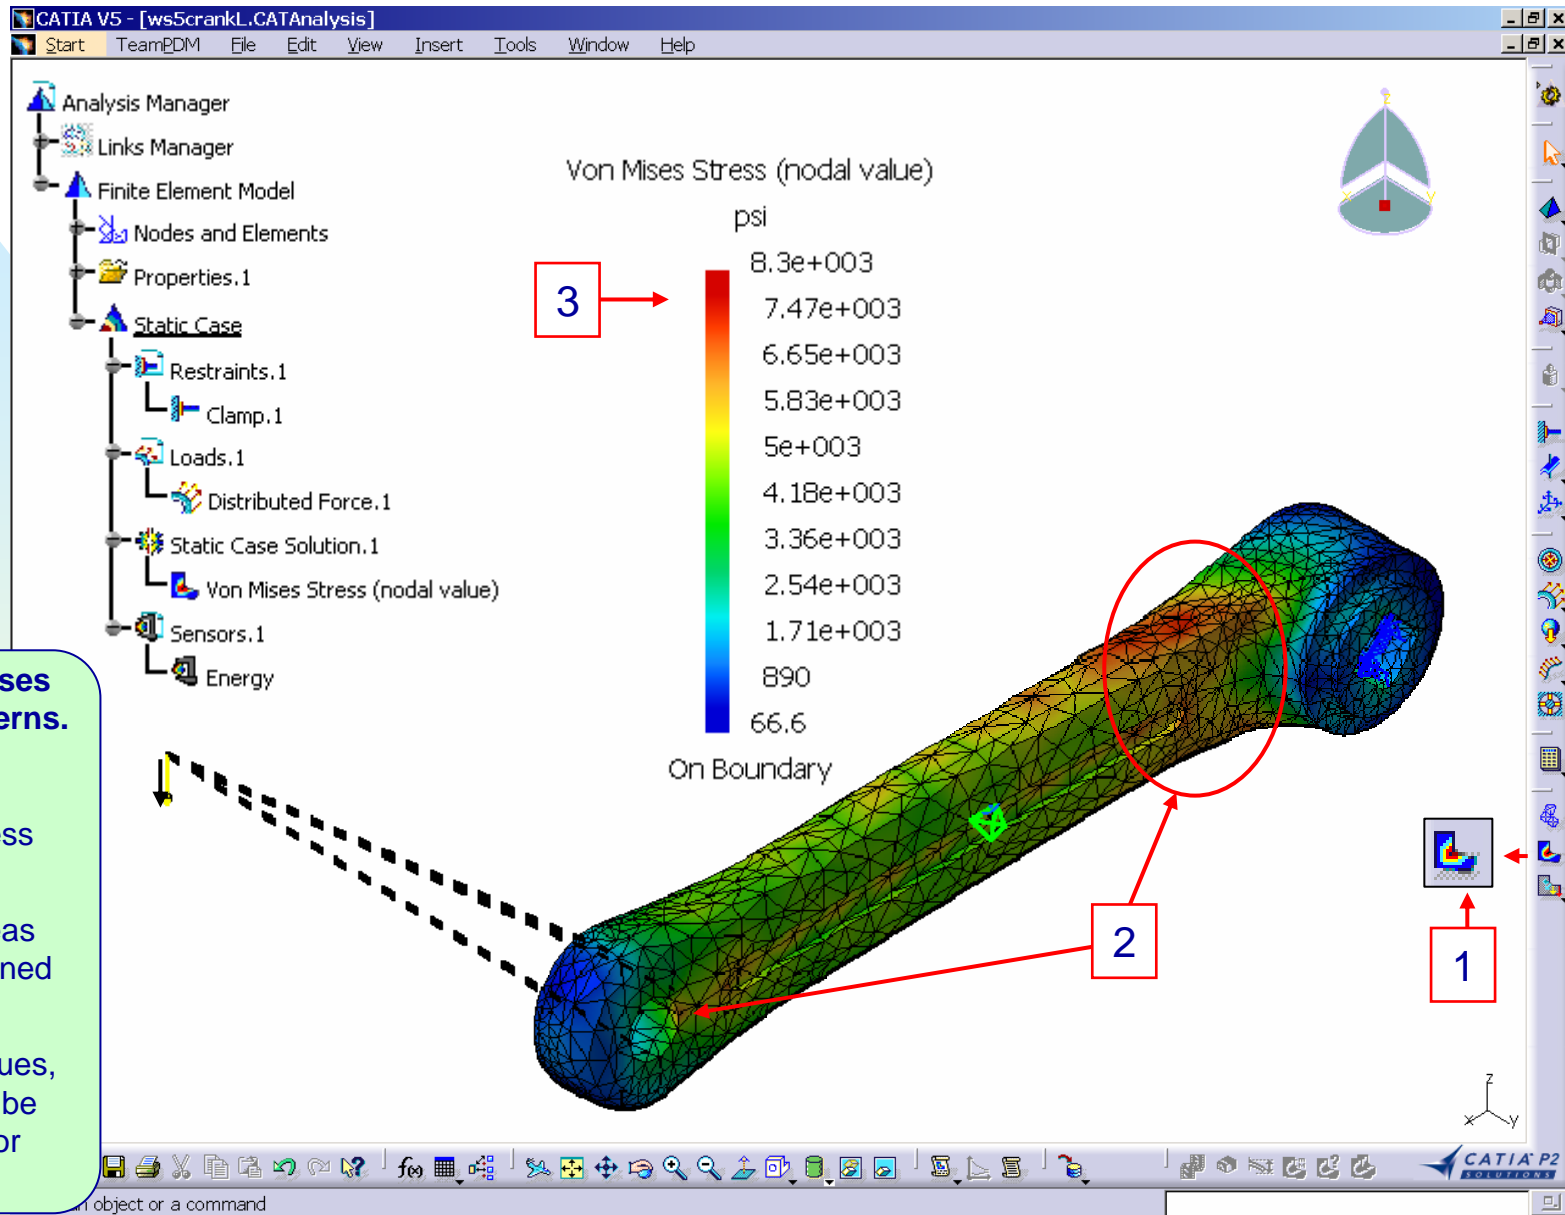 CATIA V5 - [ws5crankL.CATAnalysis]
Start TeamPDM File Edit View Insert Tools Window Help
Analysis Manager
Links Manager
Finite Element Model
Nodes and Elements
Properties.1
Static Case
Restraints.1
Clamp.1
Loads.1
Distributed Force.1
Static Case Solution.1
Von Mises Stress (nodal value)
Sensors.1
Energy
Von Mises Stress (nodal value)
psi
8.3e+003
7.47e+003
6.65e+003
5.83e+003
5e+003
4.18e+003
3.36e+003
2.54e+003
1.71e+003
890
66.6
On Boundary
3
2
1
z
x y
z
x y
ses
erns.
ess
eas
ned
ues,
be
or
f(x)
CATIA P2
SOLUTIONS
object or a command